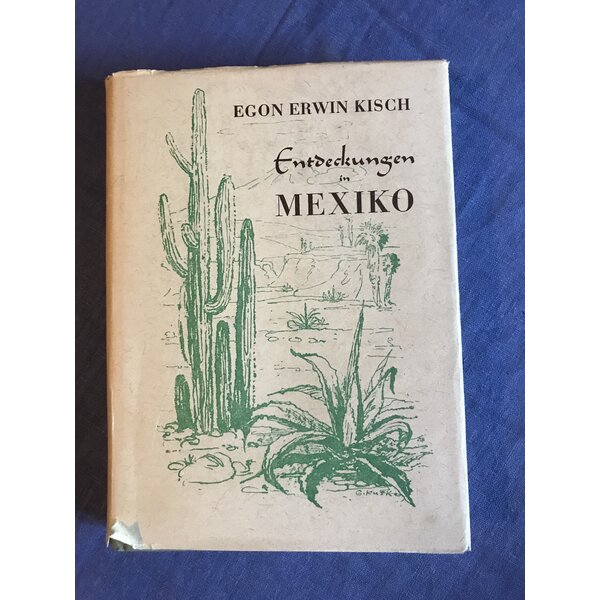 EGON ERWIN KISCH
Entdeckungen
in
MEXIKO